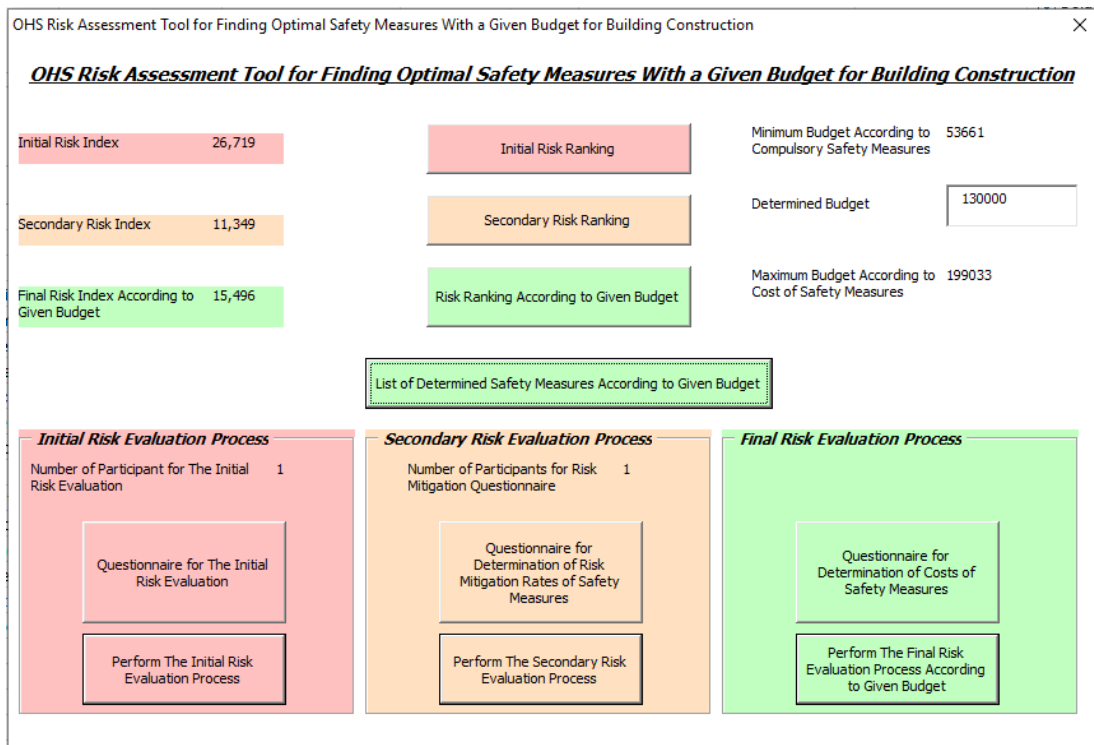 OHS Risk Assessment Tool for Finding Optimal Safety Measures With a Given Budget for Building Construction
OHS Risk Assessment Tool for Finding Optimal Safety Measures With a Given Budget for Building Construction
Initial Risk Index 26,719
Initial Risk Ranking
Minimum Budget According to 53661
Compulsory Safety Measures
Secondary Risk Index 11,349
Secondary Risk Ranking
Determined Budget 130000
Final Risk Index According to 15,496
Given Budget
Risk Ranking According to Given Budget
Maximum Budget According to 199033
Cost of Safety Measures
List of Determined Safety Measures According to Given Budget
Initial Risk Evaluation Process
Number of Participant for The Initial 1
Risk Evaluation
Questionnaire for The Initial
Risk Evaluation
Perform The Initial Risk
Evaluation Process
Secondary Risk Evaluation Process
Number of Participants for Risk 1
Mitigation Questionnaire
Questionnaire for
Determination of Risk
Mitigation Rates of Safety
Measures
Perform The Secondary Risk
Evaluation Process
Final Risk Evaluation Process
Questionnaire for
Determination of Costs of
Safety Measures
Perform The Final Risk
Evaluation Process According
to Given Budget